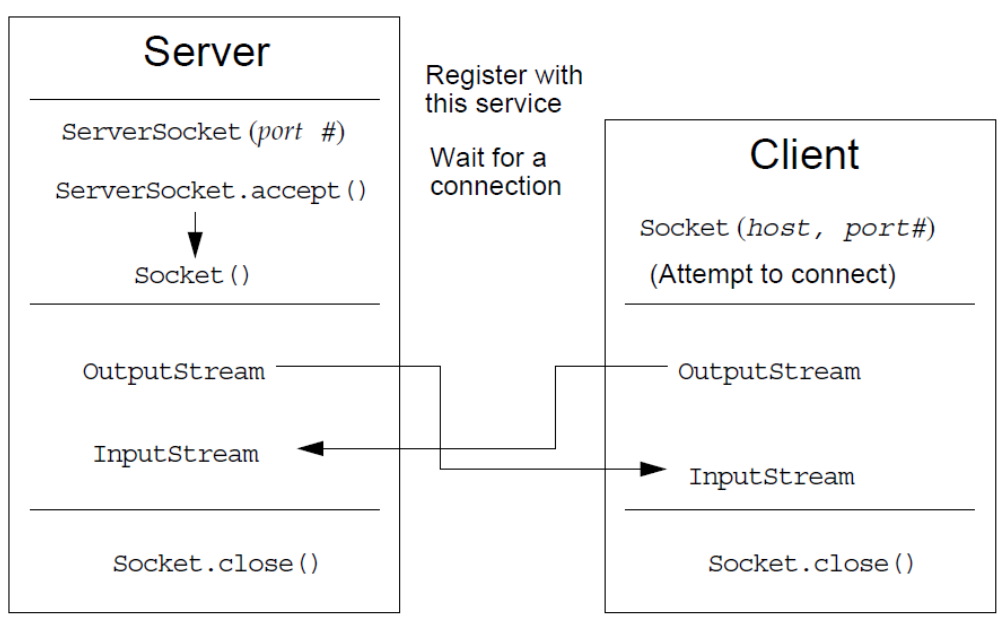 Server
ServerSocket(port #)
ServerSocket.accept()
Socket()
OutputStream
InputStream
Socket.close()
Register with
this service
Wait for a
connection
Client
Socket(host, port#)
(Attempt to connect)
OutputStream
InputStream
Socket.close()